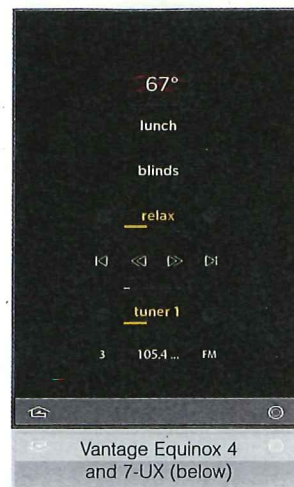 67°
lunch
blinds
relax
tuner 1
3 105.4 ... FM
Vantage Equinox 4
and 7-UX (below)